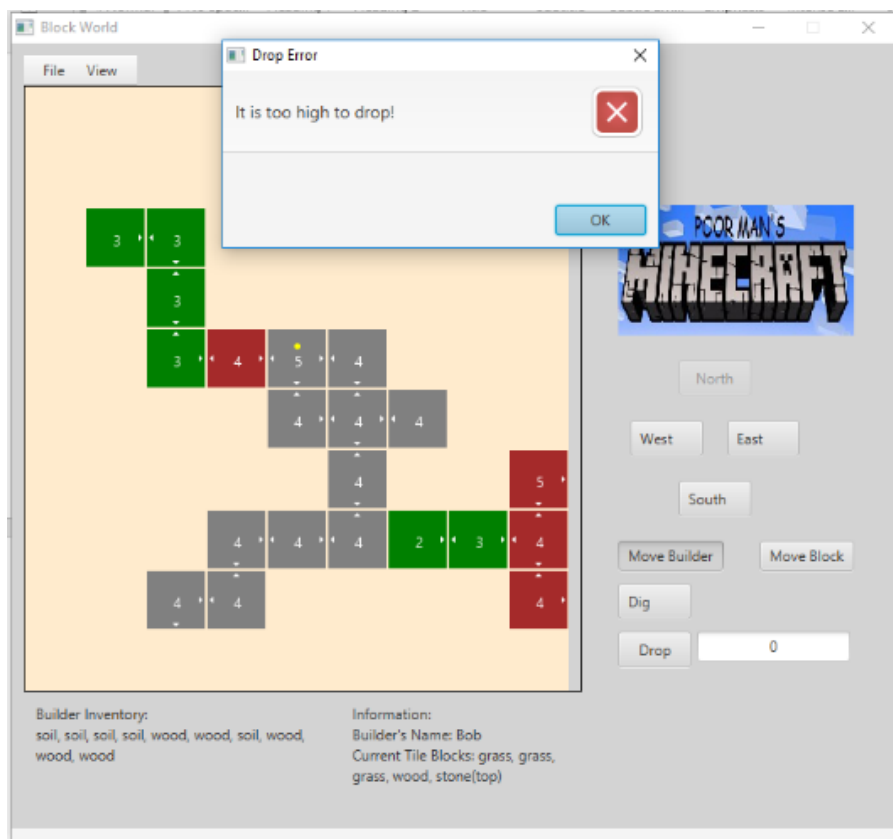 Block World
Drop Error
File View
It is too high to drop!
OK
POOR MAN'S
MINECRAFT
3 3
3
3 4 5 4
4 4 4
4 5
4 4 4 2 3 4
4 4 4
North
West East
South
Move Builder Move Block
Dig
Drop 0
Builder Inventory:
soil, soil, soil, soil, wood, wood, soil, wood,
wood, wood
Information:
Builder's Name: Bob
Current Tile Blocks: grass, grass,
grass, wood, stone(top)